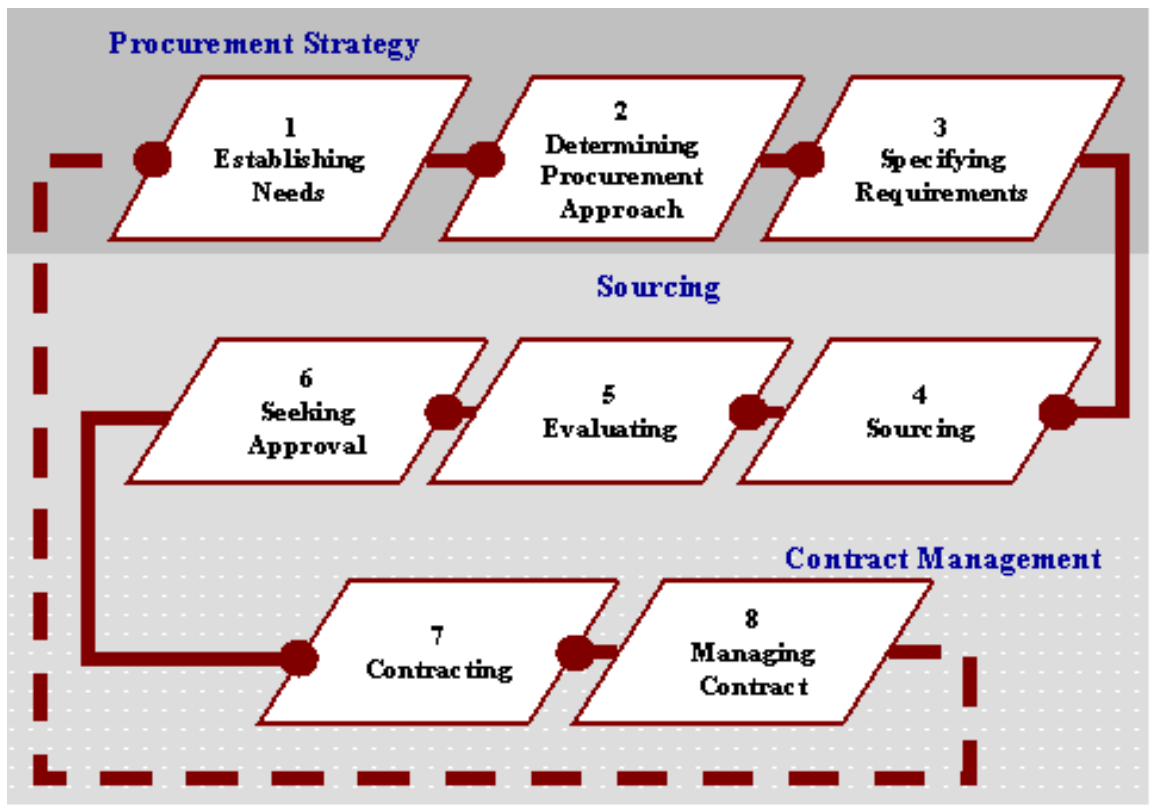 Procurement Strategy
1
Establishing
Needs
2
Determining
Procurement
Approach
3
Specifying
Requirements
Sourcing
6
Seeking
Approval
5
Evaluating
4
Sourcing
Contract Management
7
Contracting
8
Managing
Contract